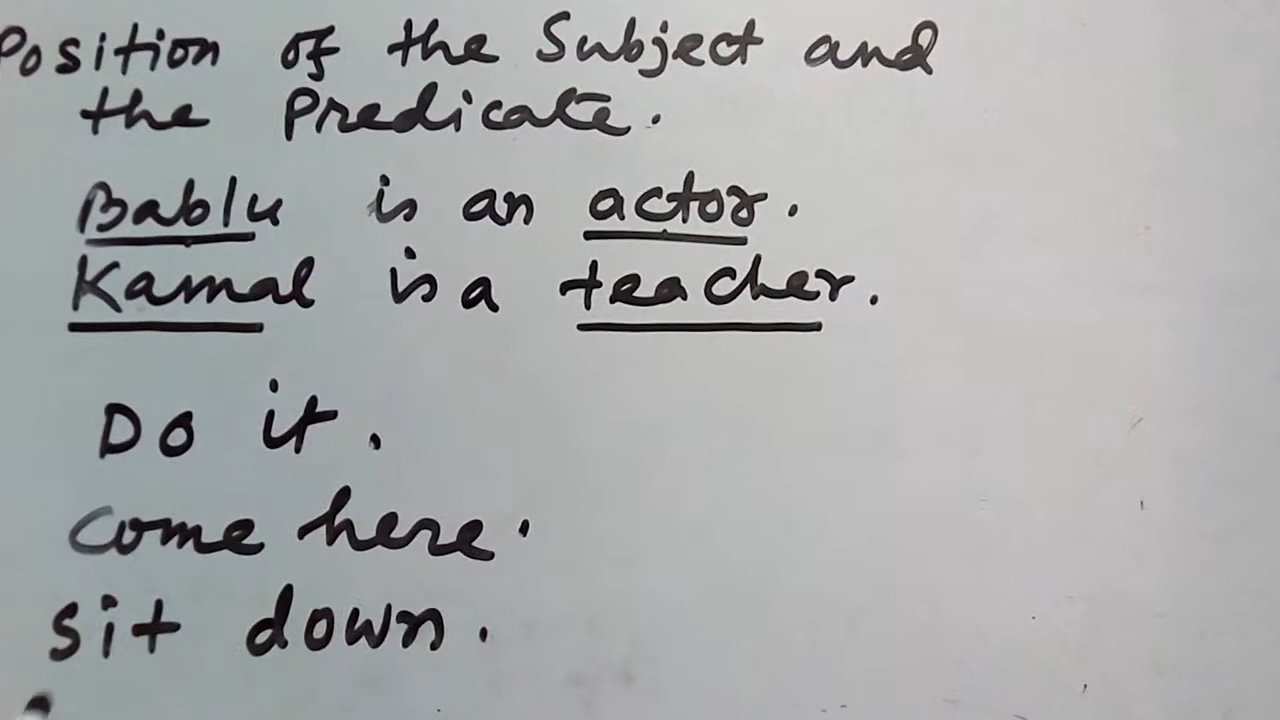 Position of the Subject and
the Predicate.
Bablu is an actor.
Kamal is a teacher.
Do it.
Come here.
sit down.